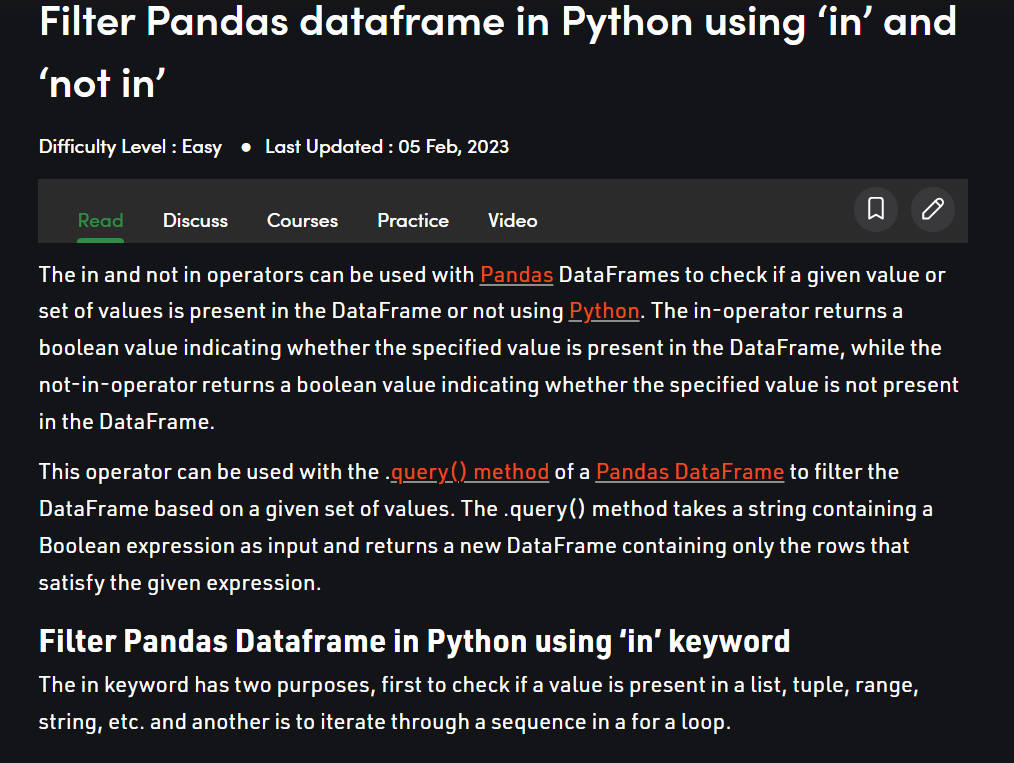 Filter Pandas dataframe in Python using ‘in’ and
‘not in’
Difficulty Level : Easy ● Last Updated : 05 Feb, 2023
Read Discuss Courses Practice Video
The in and not in operators can be used with Pandas DataFrames to check if a given value or
set of values is present in the DataFrame or not using Python. The in-operator returns a
boolean value indicating whether the specified value is present in the DataFrame, while the
not-in-operator returns a boolean value indicating whether the specified value is not present
in the DataFrame.
This operator can be used with the .query() method of a Pandas DataFrame to filter the
DataFrame based on a given set of values. The .query() method takes a string containing a
Boolean expression as input and returns a new DataFrame containing only the rows that
satisfy the given expression.
Filter Pandas Dataframe in Python using ‘in’ keyword
The in keyword has two purposes, first to check if a value is present in a list, tuple, range,
string, etc. and another is to iterate through a sequence in a for a loop.